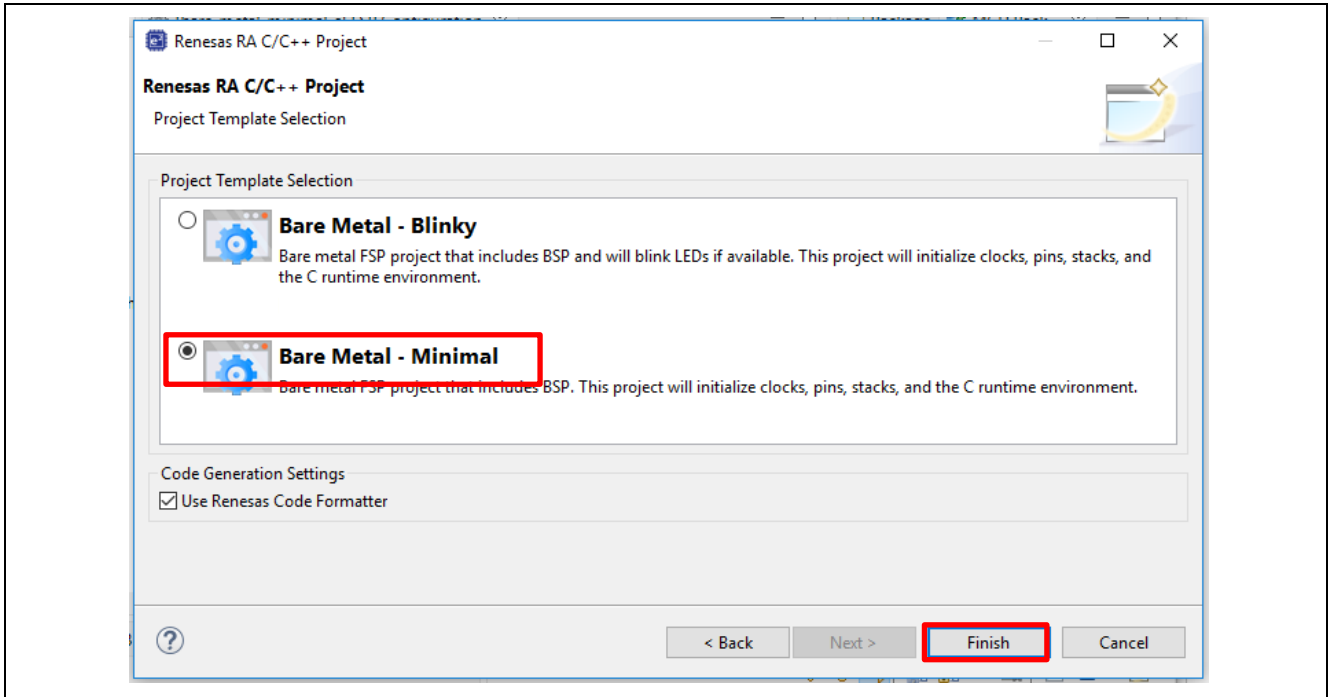 Renesas RA C/C++ Project
Renesas RA C/C++ Project
Project Template Selection
Project Template Selection
Bare Metal - Blinky
Bare metal FSP project that includes BSP and will blink LEDs if available. This project will initialize clocks, pins, stacks, and
the C runtime environment.
Bare Metal - Minimal
Bare metal FSP project that includes BSP. This project will initialize clocks, pins, stacks, and the C runtime environment.
Code Generation Settings
Use Renesas Code Formatter
< Back
Next >
Finish
Cancel